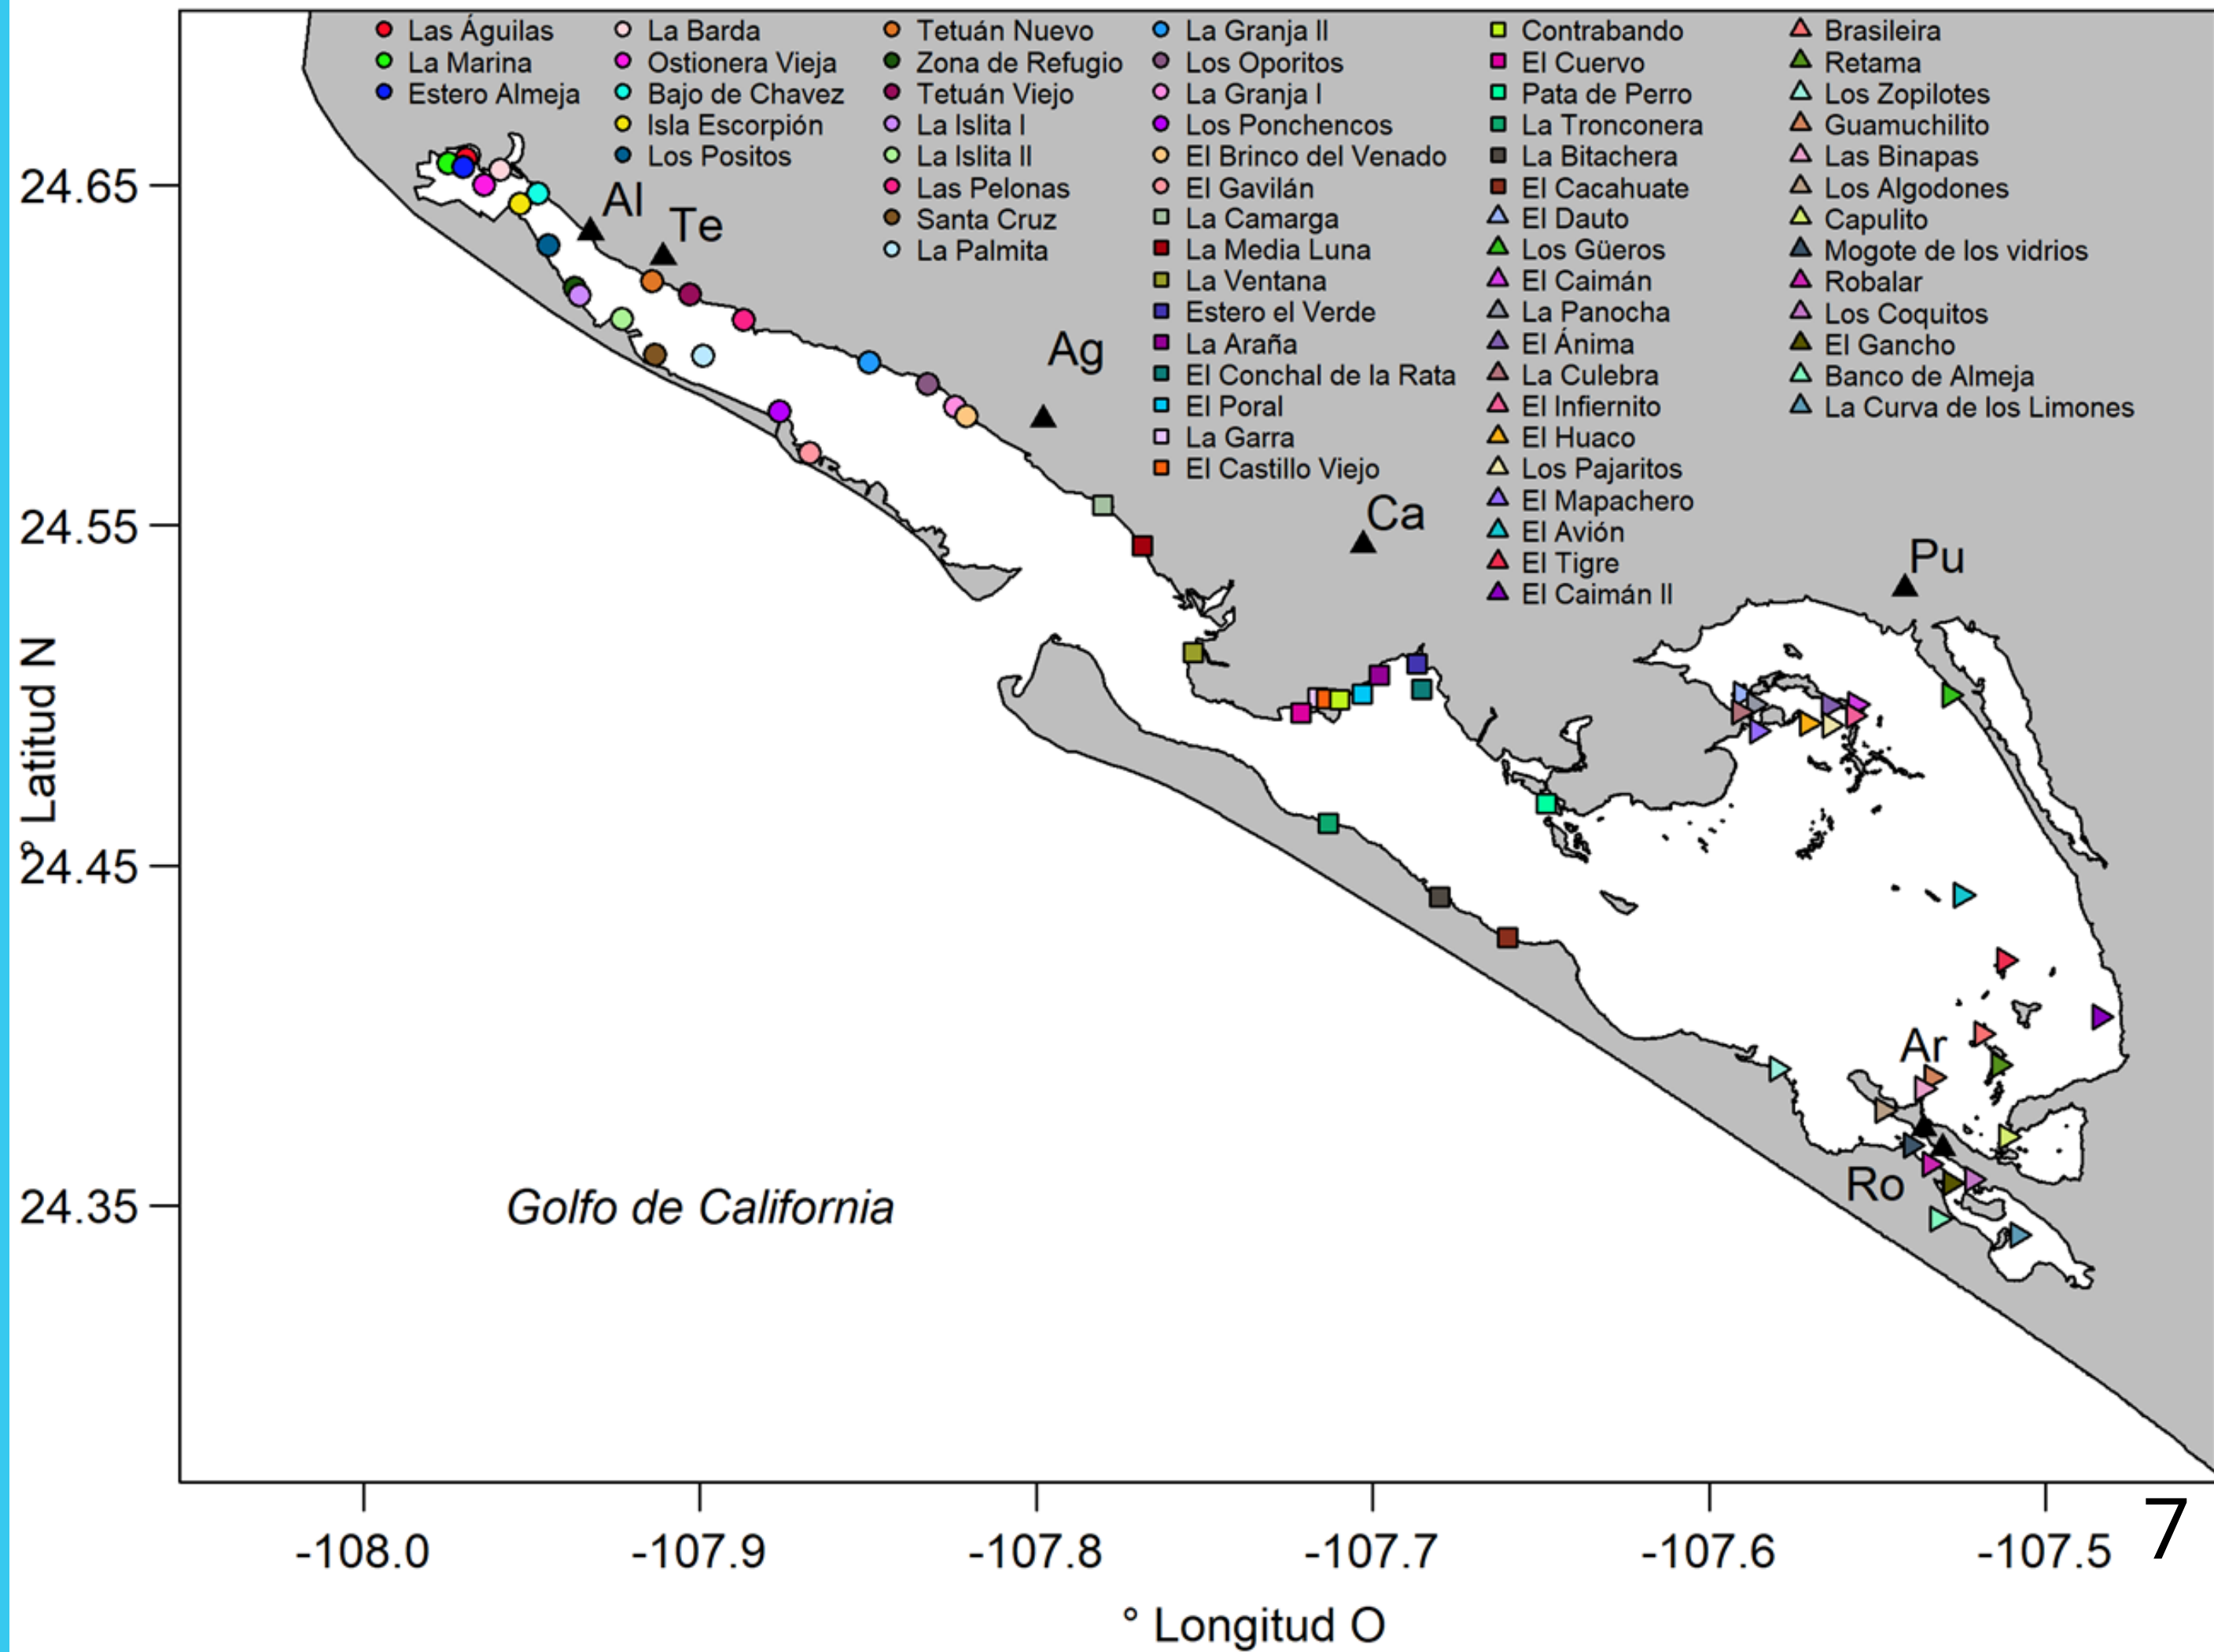 Las Águilas
La Marina
Estero Almeja
La Barda
Ostionera Vieja
Bajo de Chavez
Isla Escorpión
Los Positos
Tetuán Nuevo
Zona de Refugio
Tetuán Viejo
La Islita I
La Islita II
Las Pelonas
Santa Cruz
La Palmita
La Granja II
Los Oporitos
La Granja I
Los Ponchencos
El Brinco del Venado
El Gavilán
La Camarga
La Media Luna
La Ventana
Estero el Verde
La Araña
El Conchal de la Rata
El Poral
La Garra
El Castillo Viejo
Contrabando
El Cuervo
Pata de Perro
La Tronconera
La Bitachera
El Cacahuate
El Dauto
Los Güeros
El Caimán
La Panocha
El Ánima
La Culebra
El Infiernito
El Huaco
Los Pajaritos
El Mapachero
El Avión
El Tigre
El Caimán II
Brasileira
Retama
Los Zopilotes
Guamuchilito
Las Binapas
Los Algodones
Capulito
Mogote de los vidrios
Robalar
Los Coquitos
El Gancho
Banco de Almeja
La Curva de los Limones
Al
Te
Ag
Ca
Pu
Ar
Ro
Golfo de California
24.65
24.55
24.45
24.35
° Latitud N
-108.0
-107.9
-107.8
-107.7
-107.6
-107.5
° Longitud O
7